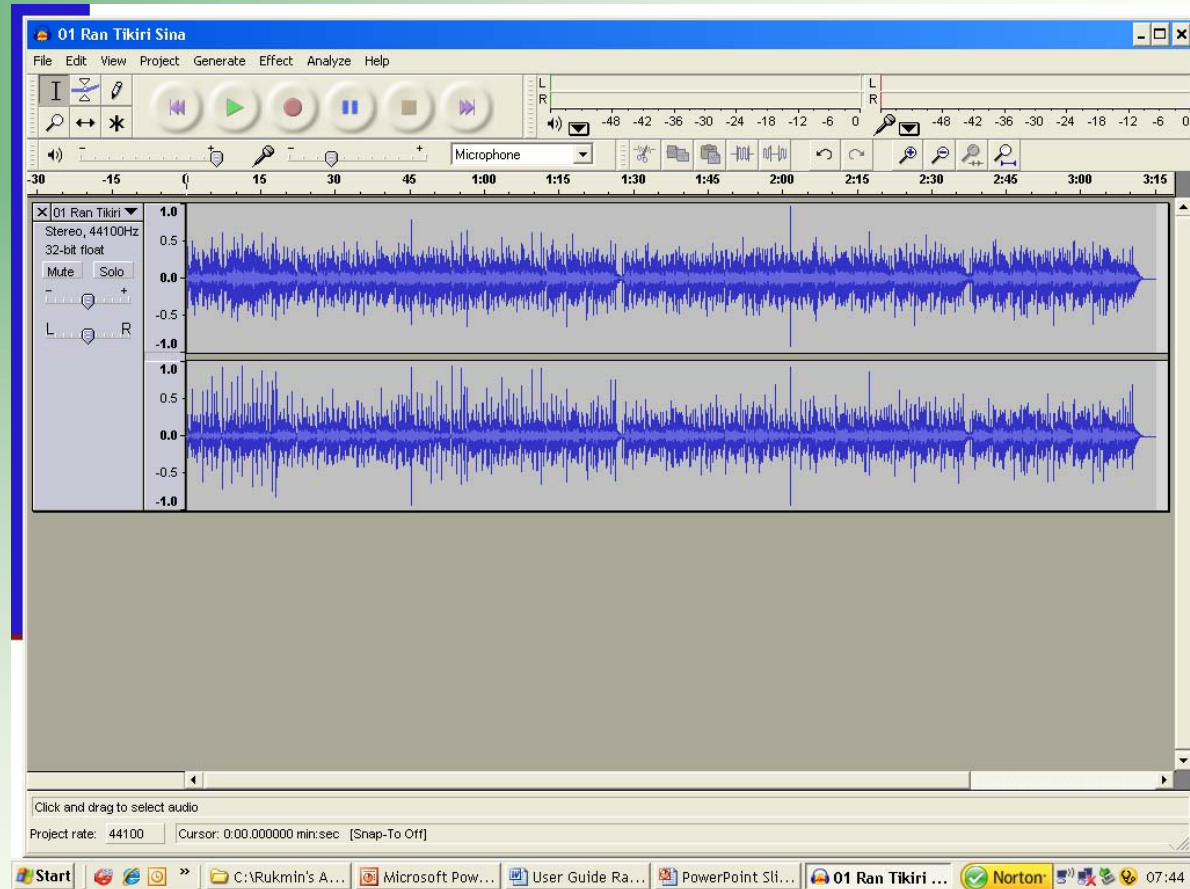 01 Ran Tikiri Sina
File Edit View Project Generate Effect Analyze Help
L
R
-48 -42 -36 -30 -24 -18 -12 -6 0
L
R
-48 -42 -36 -30 -24 -18 -12 -6 0
- +
- +
Microphone
-30 -15 0 15 30 45 1:00 1:15 1:30 1:45 2:00 2:15 2:30 2:45 3:00 3:15
X 01 Ran Tikiri
Stereo, 44100Hz
32-bit float
Mute Solo
- +
L R
1.0
0.5
0.0
-0.5
-1.0
1.0
0.5
0.0
-0.5
-1.0
Click and drag to select audio
Project rate: 44100 Cursor: 0:00.000000 min:sec [Snap-To Off]
Start » C:\Rukmin's A... Microsoft Pow... User Guide Ra... PowerPoint Sli... 01 Ran Tikiri ... Norton 07:44